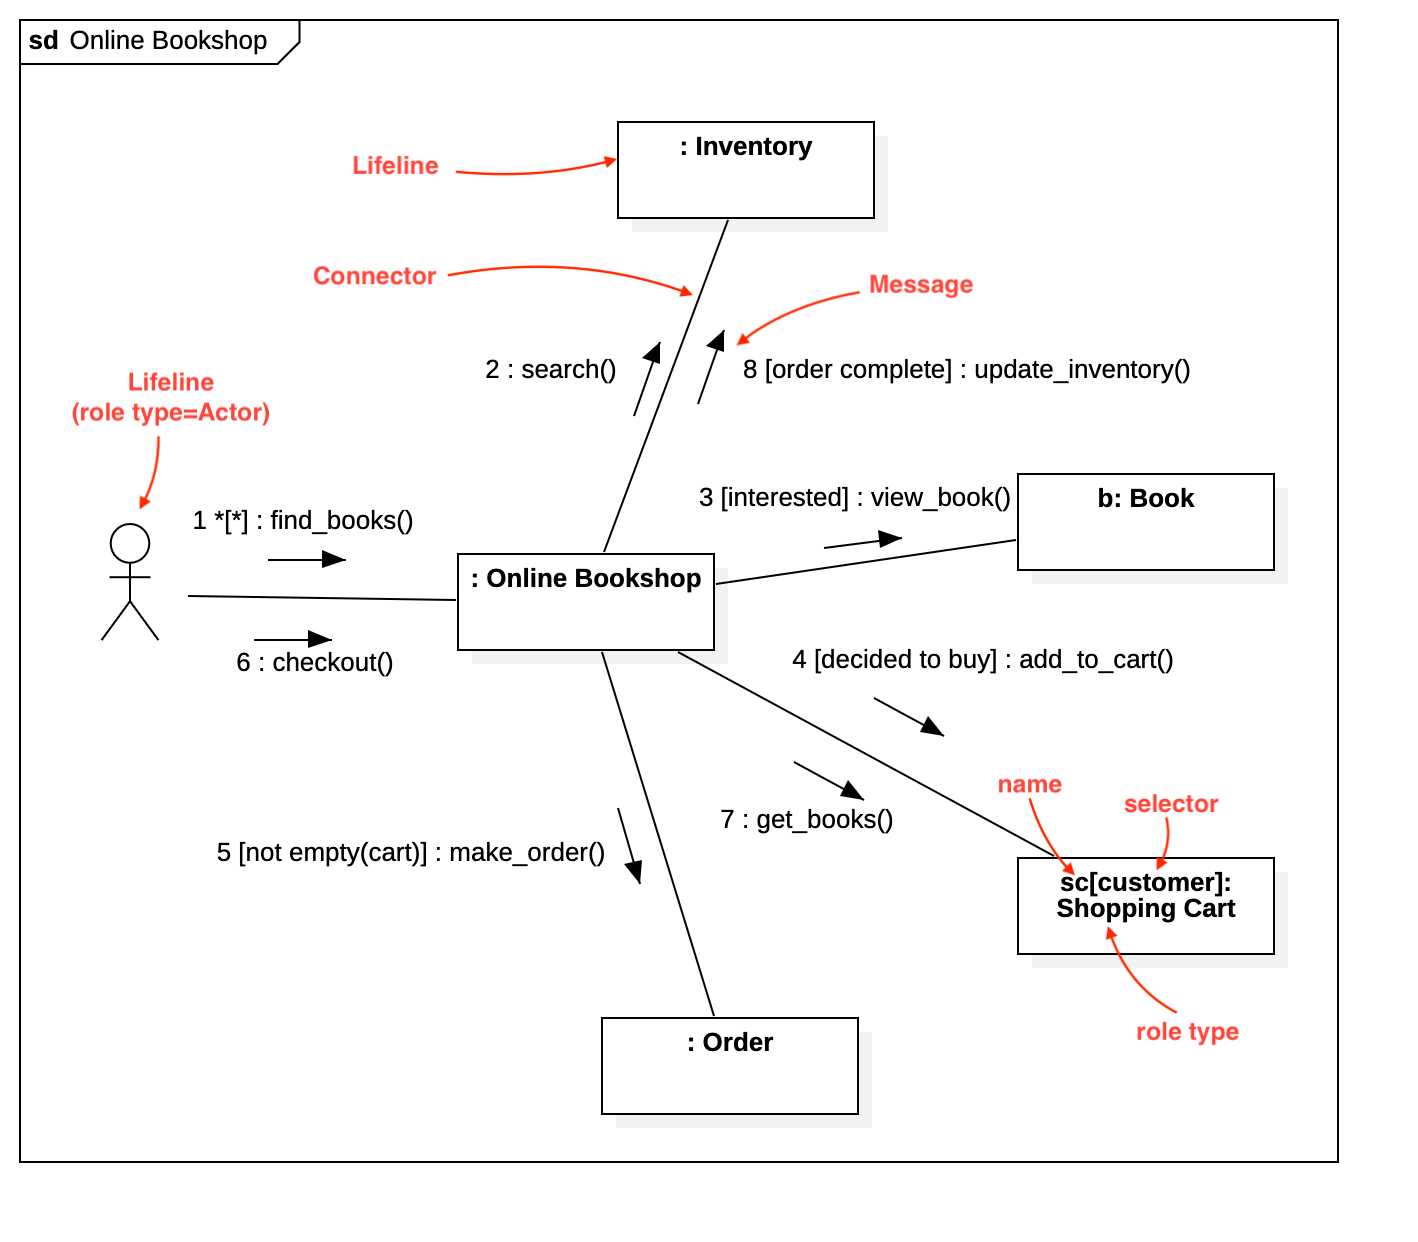 sd Online Bookshop
: Inventory
Lifeline
Connector
Message
2 : search()
8 [order complete] : update_inventory()
Lifeline
(role type=Actor)
3 [interested] : view_book()
b: Book
1 *[*] : find_books()
: Online Bookshop
6 : checkout()
4 [decided to buy] : add_to_cart()
name
selector
7 : get_books()
5 [not empty(cart)] : make_order()
sc[customer]:
Shopping Cart
role type
: Order